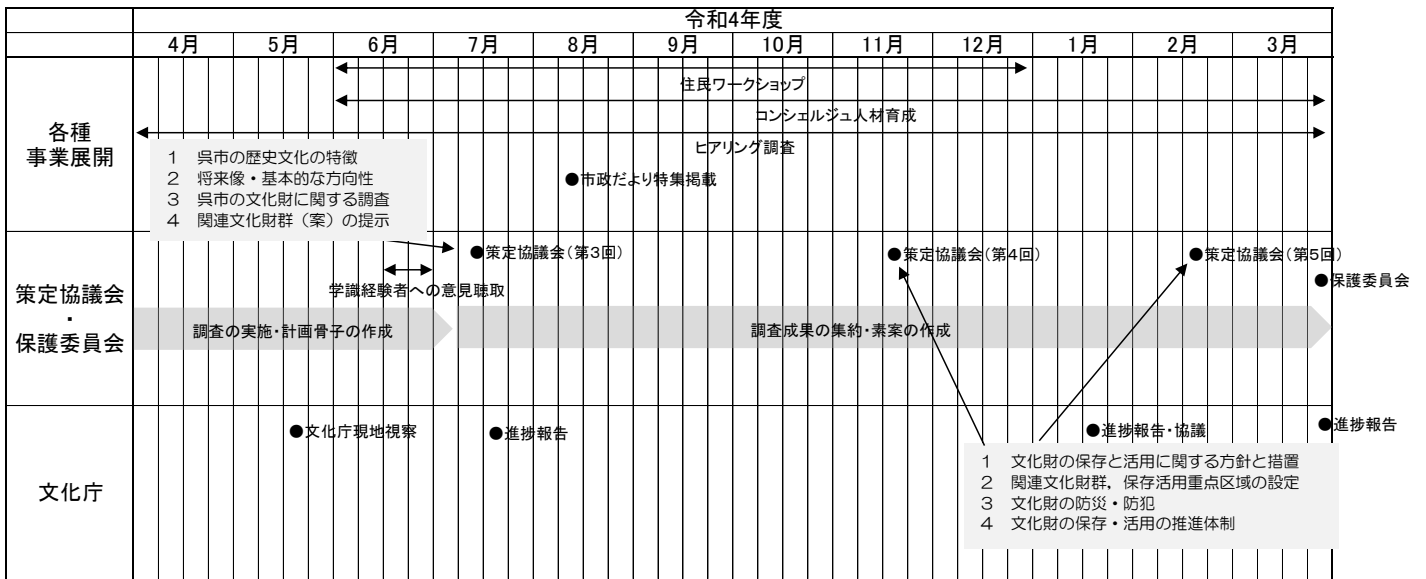 令和4年度
4月 5月 6月 7月 8月 9月 10月 11月 12月 1月 2月 3月
各種
事業展開
住民ワークショップ
コンシェルジュ人材育成
ヒアリング調査
1 呉市の歴史文化の特徴
2 将来像・基本的な方向性
3 呉市の文化財に関する調査
4 関連文化財群（案）の提示
●市政だより特集掲載
策定協議会
・
保護委員会
●策定協議会(第3回)
●策定協議会(第4回)
●策定協議会(第5回)
●保護委員会
学識経験者への意見聴取
調査の実施・計画骨子の作成
調査成果の集約・素案の作成
文化庁
●文化庁現地視察
●進捗報告
●進捗報告・協議
●進捗報告
1 文化財の保存と活用に関する方針と措置
2 関連文化財群，保存活用重点区域の設定
3 文化財の防災・防犯
4 文化財の保存・活用の推進体制